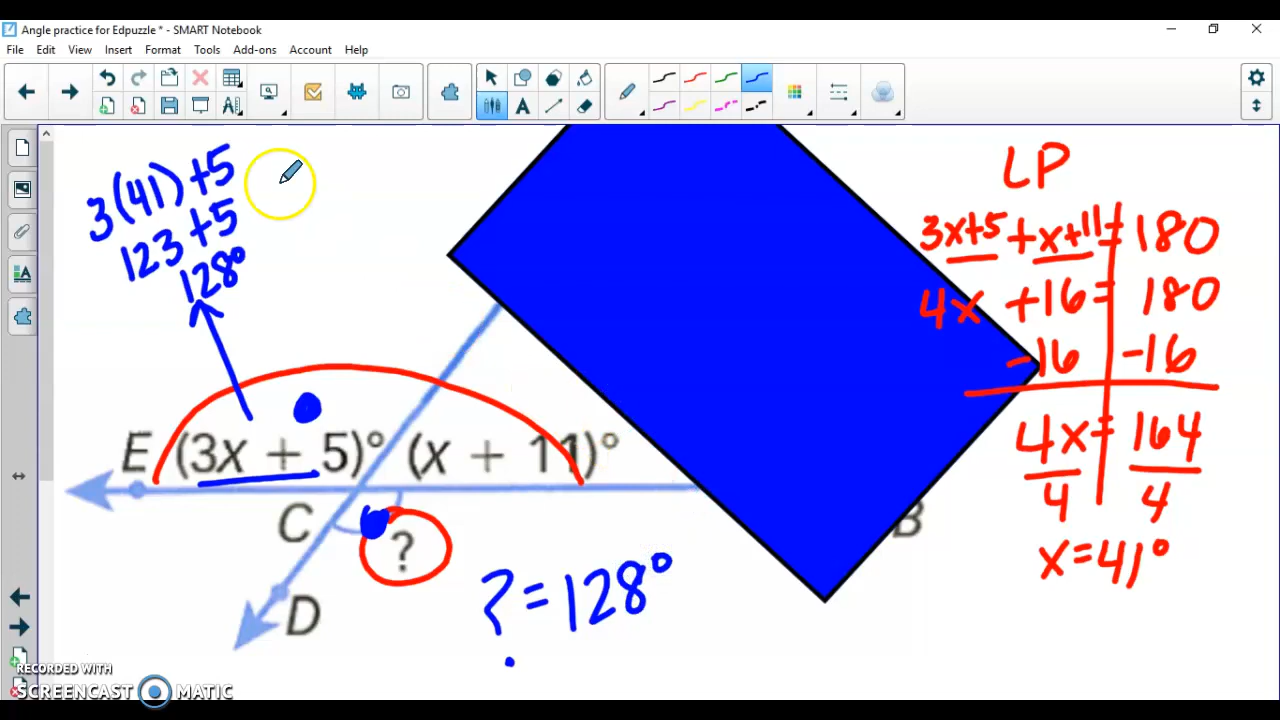 Angle practice for Edpuzzle * - SMART Notebook
File Edit View Insert Format Tools Add-ons Account Help
3(41) +5
123 +5
128°
LP
3x+5 + x+11 = 180
4x +16 = 180
-16 -16
4x = 164
4 4
x = 41°
E (3x + 5)° (x + 11)°
C
?
B
D
? = 128°
RECORDED WITH
SCREENCAST MATIC